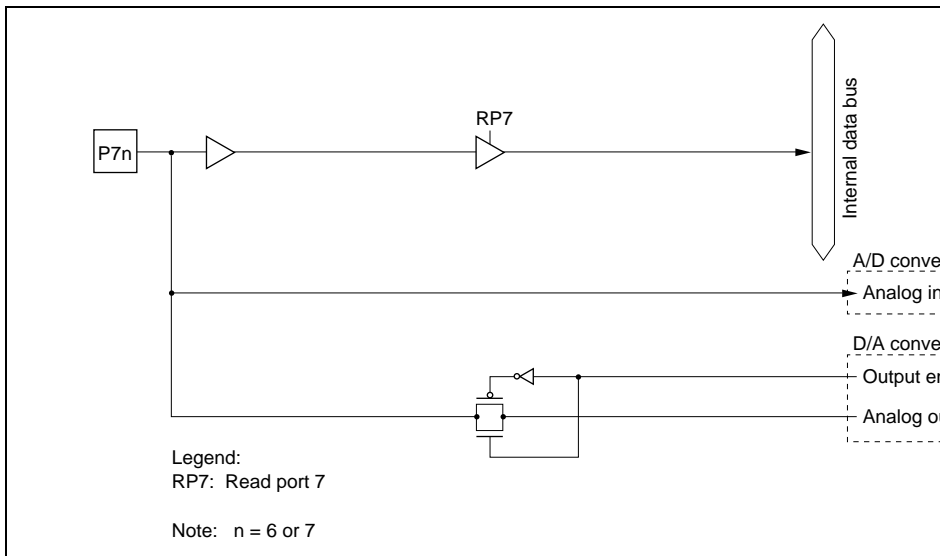 RP7
P7n
Internal data bus
A/D conve
Analog in
D/A conve
Output en
Analog ou
Legend:
RP7: Read port 7
Note: n = 6 or 7